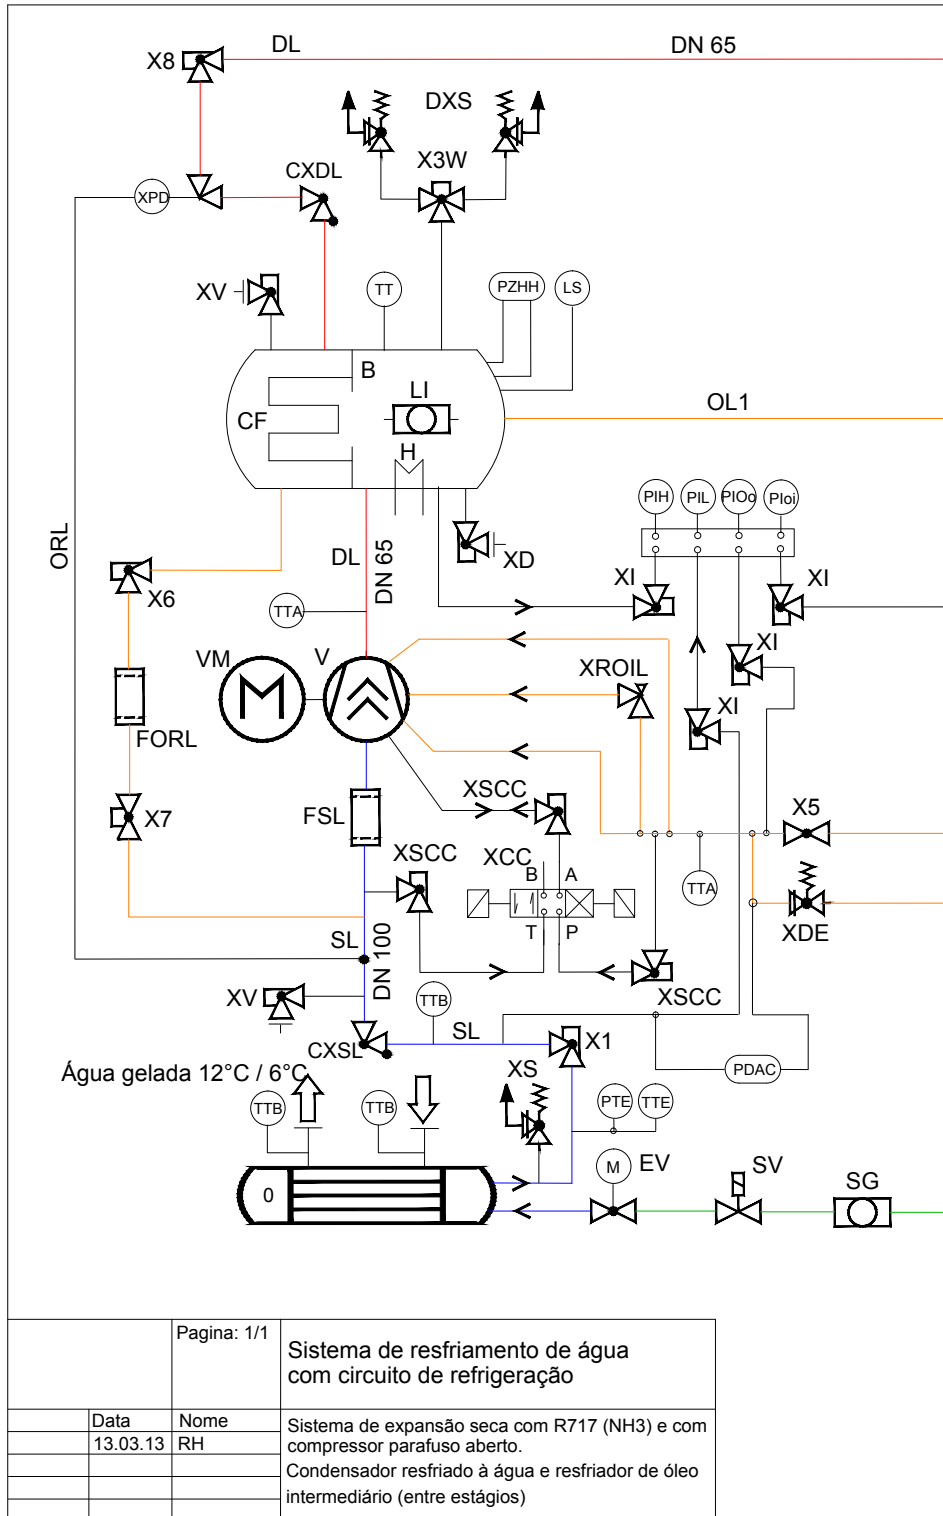 DL
DN 65
X8
DXS
X3W
CXDL
XPD
XV
TT
PZHH
LS
B
LI
CF
OL1
H
PIH
PIL
PIOo
PIoi
ORL
DL
DN 65
XD
XI
XI
X6
TTA
VM
V
M
XROIL
XI
XI
FORL
X7
FSL
XSCC
X5
XSCC
XCC
B
A
TTA
T
P
XDE
SL
DN 100
XSCC
XV
TTB
SL
X1
CXSL
PDAC
Água gelada 12°C / 6°C
XS
TTB
TTB
PTE
TTE
M
EV
SV
SG
0
Pagina: 1/1
Sistema de resfriamento de água
com circuito de refrigeração
Data
Nome
13.03.13
RH
Sistema de expansão seca com R717 (NH3) e com
compressor parafuso aberto.
Condensador resfriado à água e resfriador de óleo
intermediário (entre estágios)